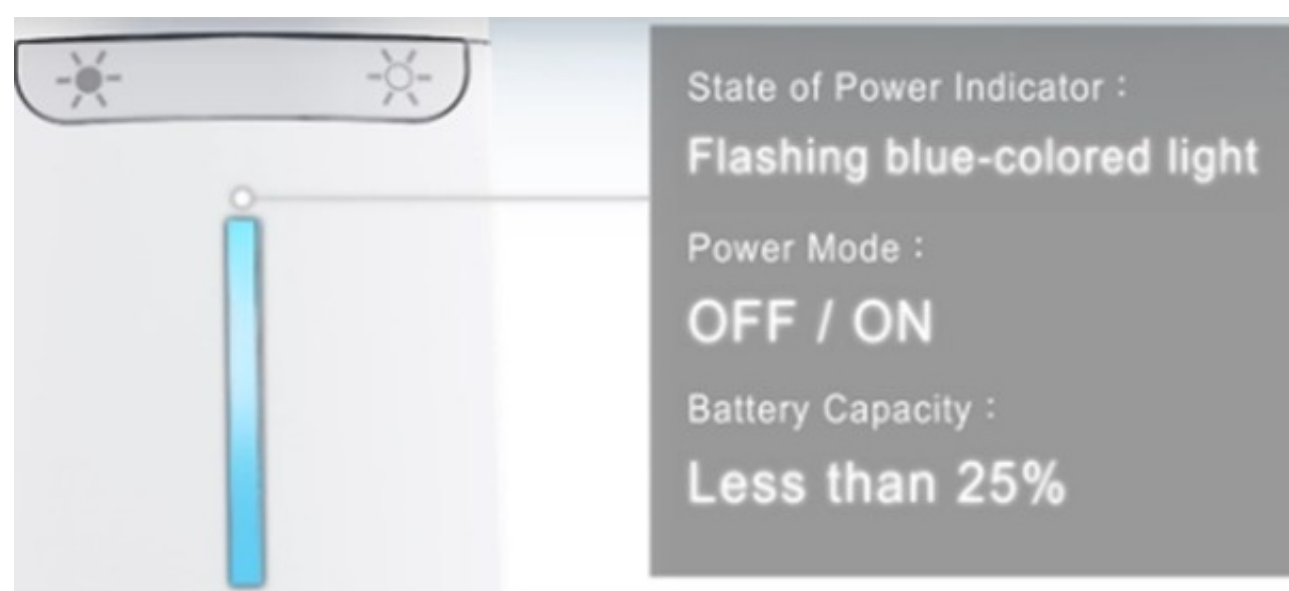 State of Power Indicator：
Flashing blue-colored light
Power Mode：
OFF / ON
Battery Capacity：
Less than 25%